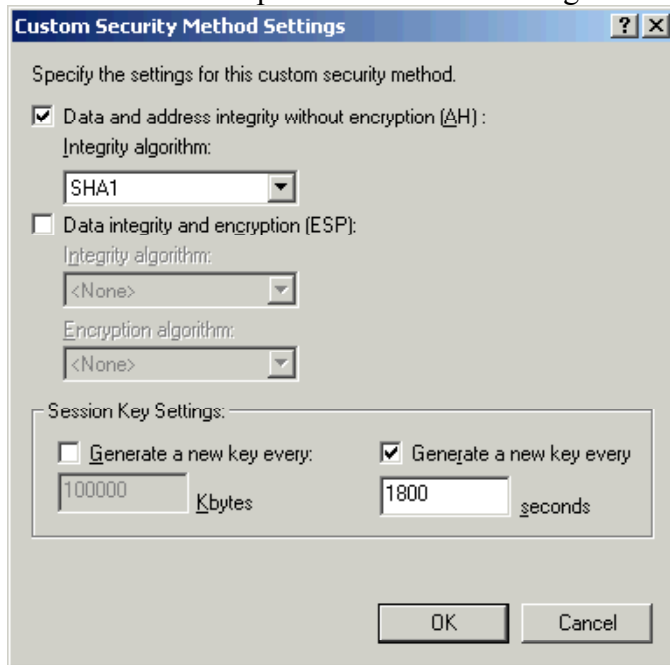 Custom Security Method Settings
Specify the settings for this custom security method.
Data and address integrity without encryption (AH) :
Integrity algorithm:
SHA1
Data integrity and encryption (ESP):
Integrity algorithm:
<None>
Encryption algorithm:
<None>
Session Key Settings:
Generate a new key every: Generate a new key every
100000 Kbytes 1800 seconds
OK Cancel